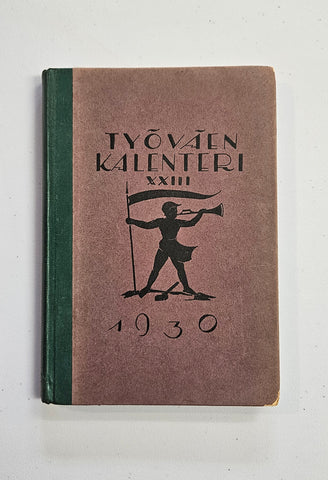 TYÖVÄEN
KALENTERI
XXIII
1930